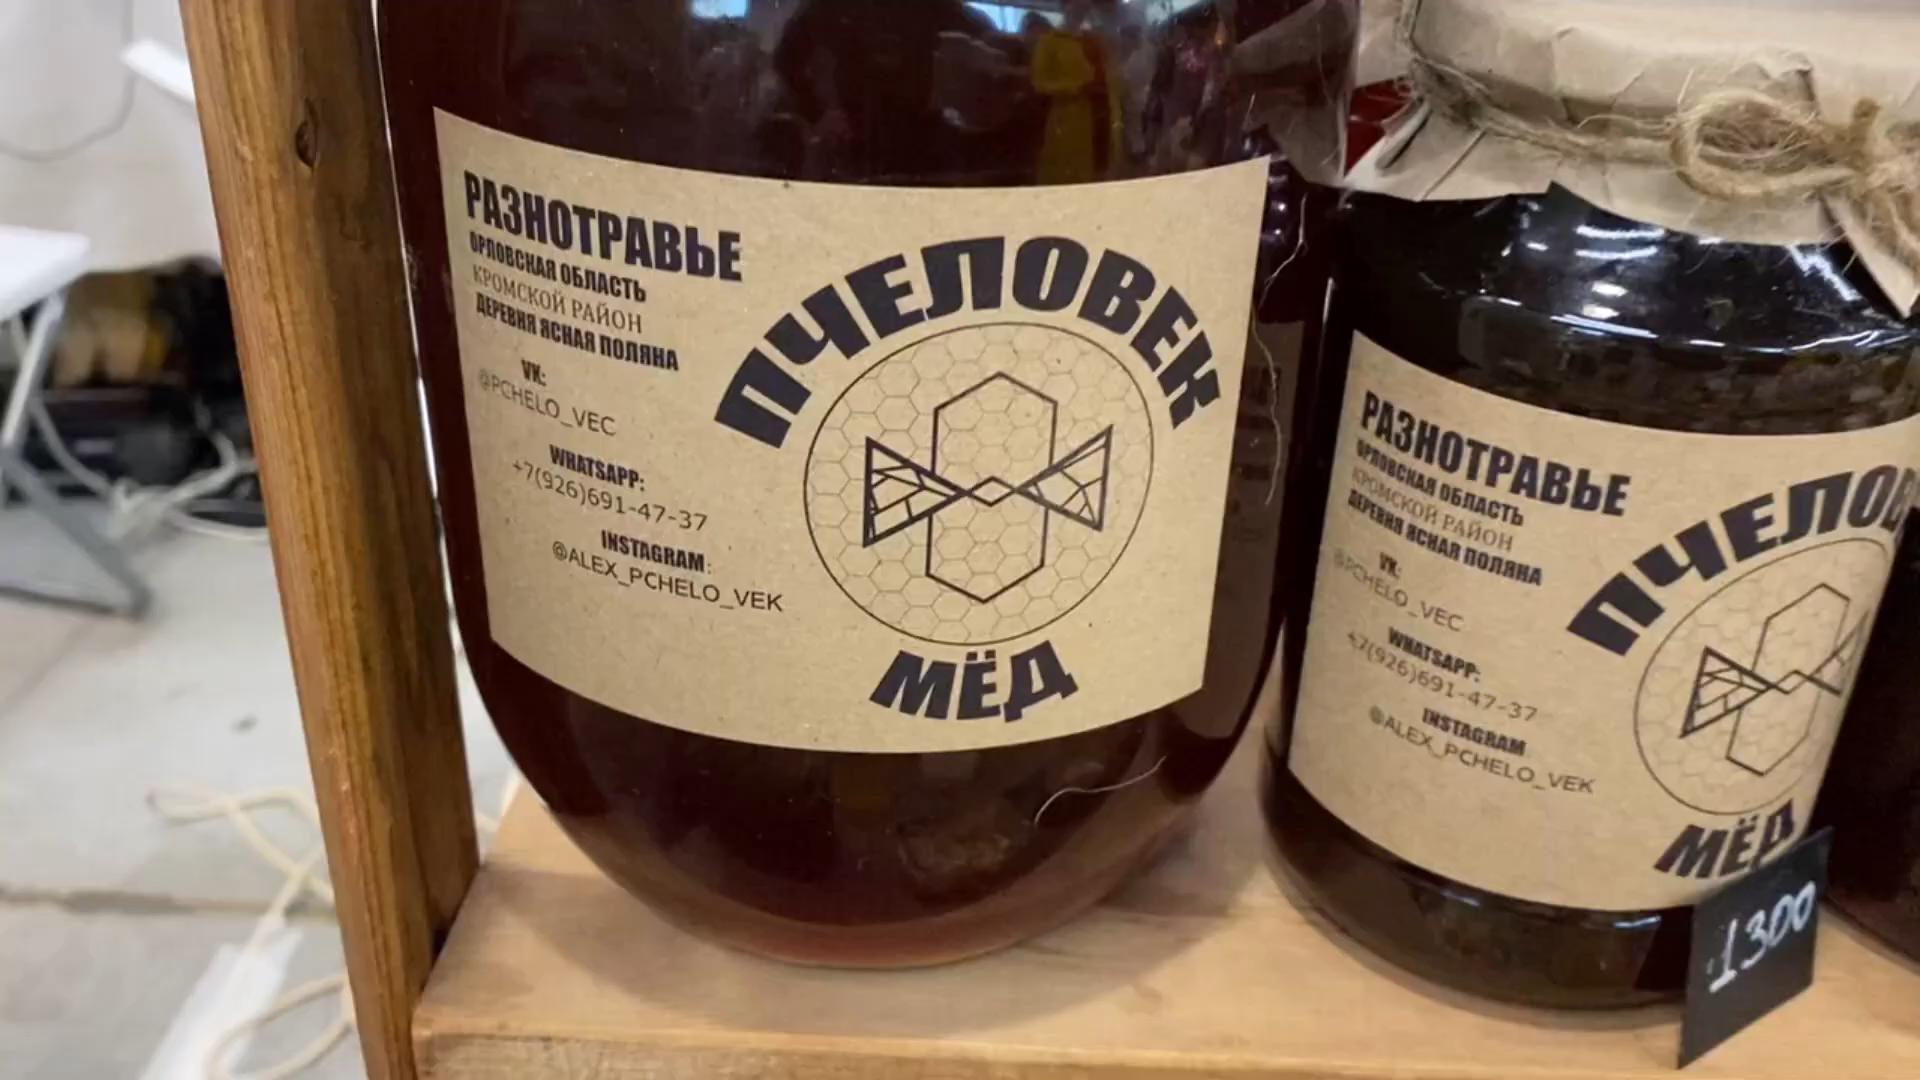 РАЗНОТРАВЬЕ
ОРЛОВСКАЯ ОБЛАСТЬ
КРОМСКОЙ РАЙОН
ДЕРЕВНЯ ЯСНАЯ ПОЛЯНА
VK:
@PCHELO_VEC
WHATSAPP:
+7(926)691-47-37
INSTAGRAM:
@ALEX_PCHELO_VEK
ПЧЕЛОВЕК
МЁД
РАЗНОТРАВЬЕ
ОРЛОВСКАЯ ОБЛАСТЬ
КРОМСКОЙ РАЙОН
ДЕРЕВНЯ ЯСНАЯ ПОЛЯНА
VK:
@PCHELO_VEC
WHATSAPP:
+7(926)691-47-37
INSTAGRAM
@ALEX_PCHELO_VEK
ПЧЕЛОВ
МЁД
1300